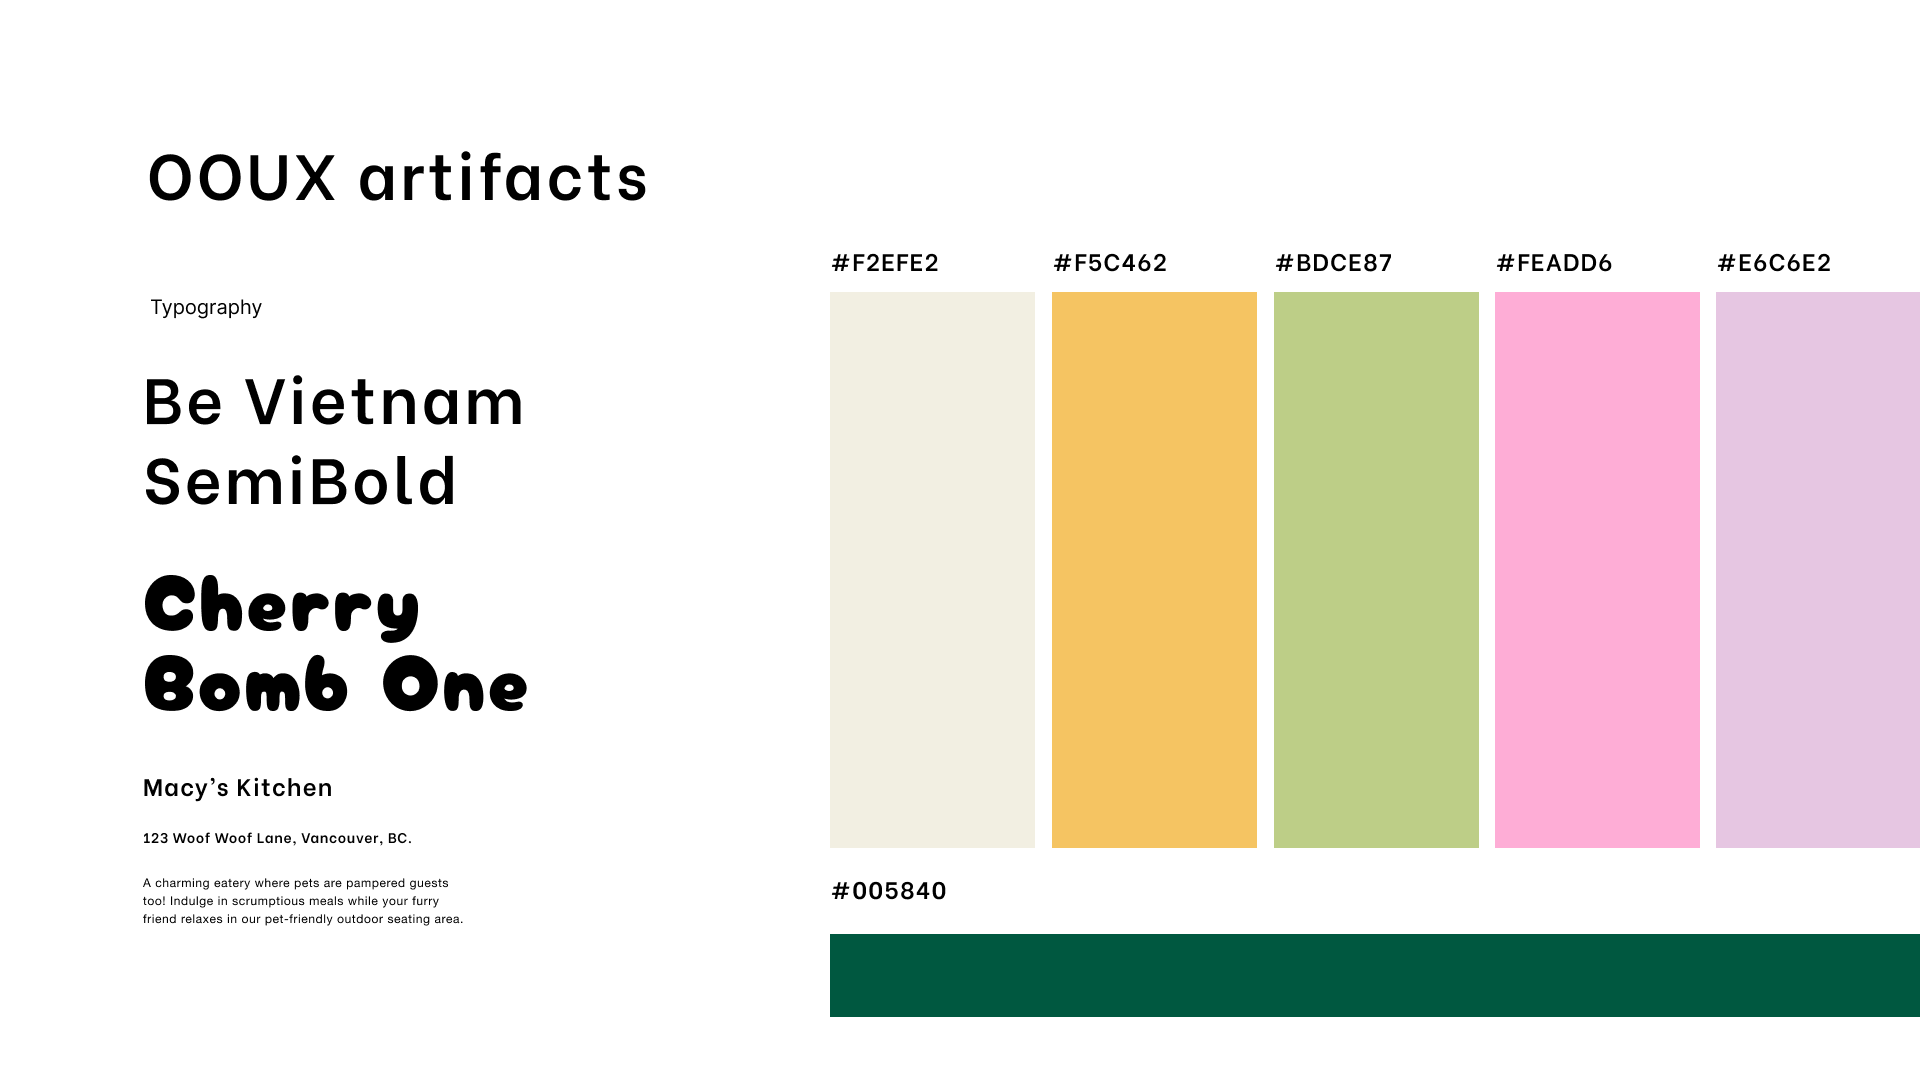 OOUX artifacts
Typography
Be Vietnam
SemiBold
Cherry
Bomb One
Macy’s Kitchen
123 Woof Woof Lane, Vancouver, BC.
A charming eatery where pets are pampered guests
too! Indulge in scrumptious meals while your furry
friend relaxes in our pet-friendly outdoor seating area.
#F2EFE2
#F5C462
#BDCE87
#FEADD6
#E6C6E2
#005840